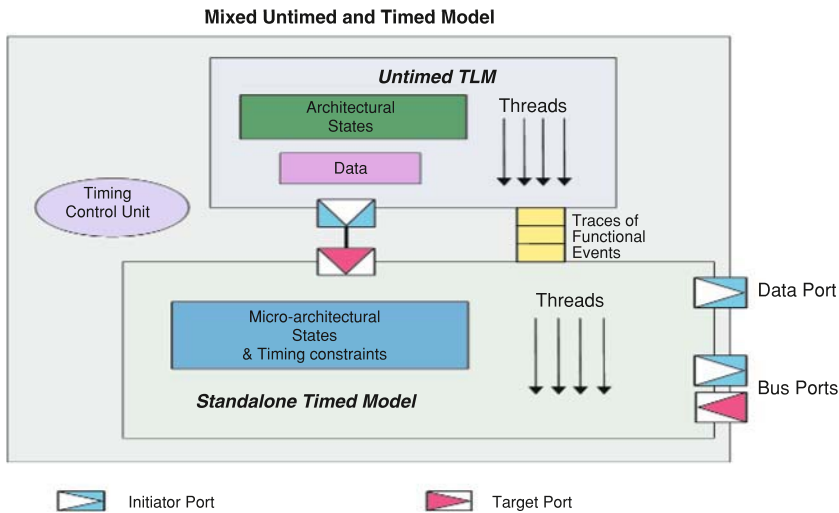 Mixed Untimed and Timed Model
Untimed TLM
Architectural
States
Threads
Data
Timing
Control Unit
Traces of
Functional
Events
Data Port
Threads
Micro-architectural
States
& Timing constraints
Bus Ports
Standalone Timed Model
Initiator Port
Target Port